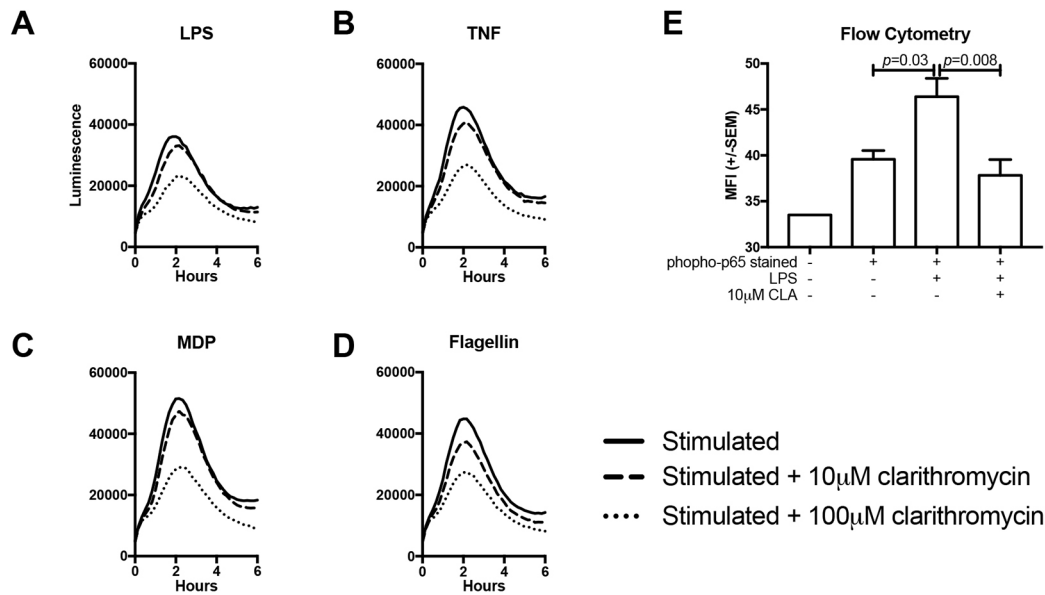 A
LPS
60000
40000
20000
0
Luminescence
0 2 4 6
Hours
B
TNF
60000
40000
20000
0
0 2 4 6
Hours
E
Flow Cytometry
p=0.03 p=0.008
50
45
40
35
30
MFI (+/-SEM)
phopho-p65 stained - + + +
LPS - - + +
10μM CLA - - - +
C
MDP
60000
40000
20000
0
0 2 4 6
Hours
D
Flagellin
60000
40000
20000
0
0 2 4 6
Hours
Stimulated
Stimulated + 10μM clarithromycin
Stimulated + 100μM clarithromycin